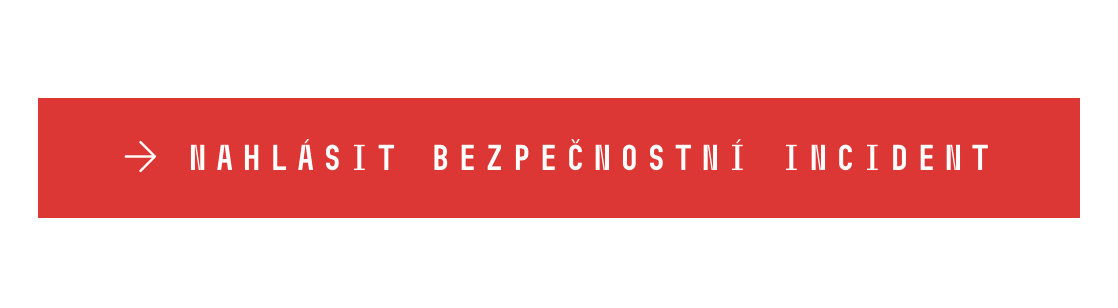 → NAHLÁSIT BEZPEČNOSTNÍ INCIDENT